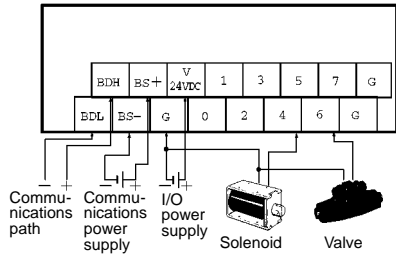 BDH BS+ V 24VDC 1 3 5 7 G
BDL BS- G 0 2 4 6 G
− + − + − +
Commu-
nications
path
Commu-
nications
power
supply
I/O
power
supply
Solenoid
Valve